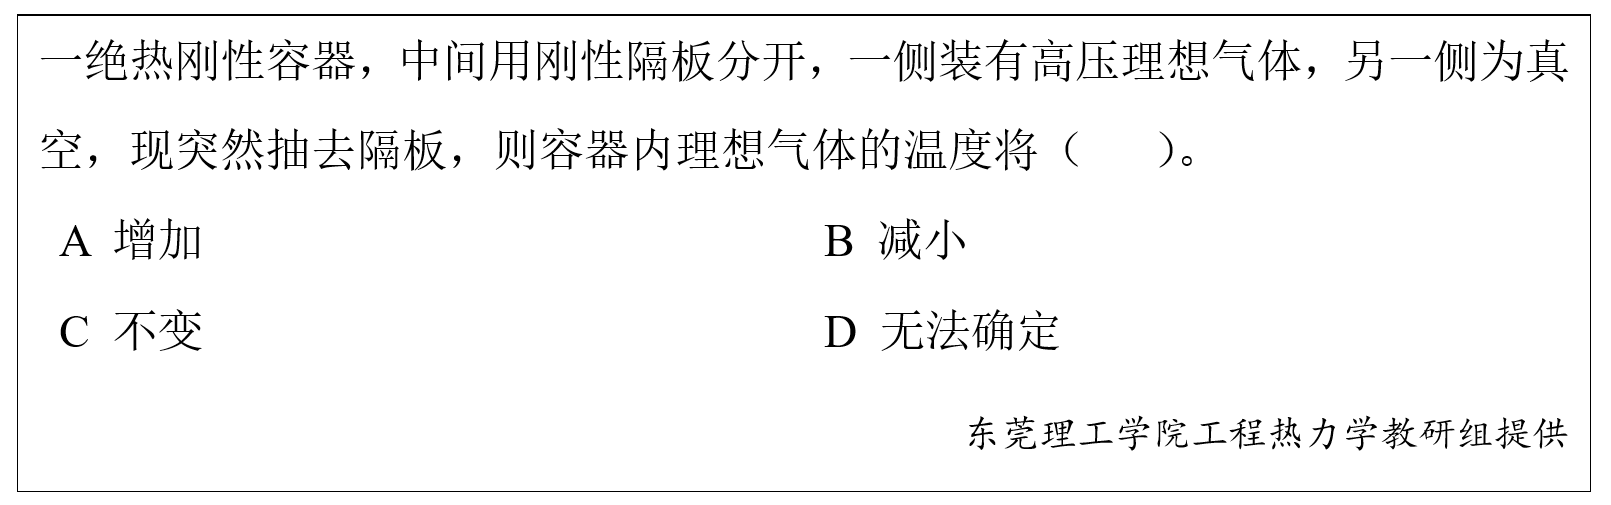 一绝热刚性容器，中间用刚性隔板分开，一侧装有高压理想气体，另一侧为真
空，现突然抽去隔板，则容器内理想气体的温度将（　　）。
A 增加　　B 减小
C 不变　　D 无法确定
东莞理工学院工程热力学教研组提供